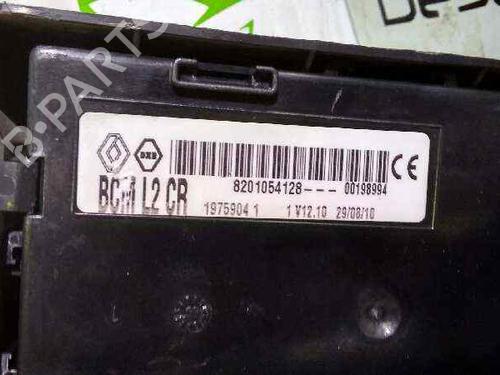 B-PARTS
8201054128--- 00198994
BCM L2 CR
1975904 1 1 V12.10 29/08/10
CE